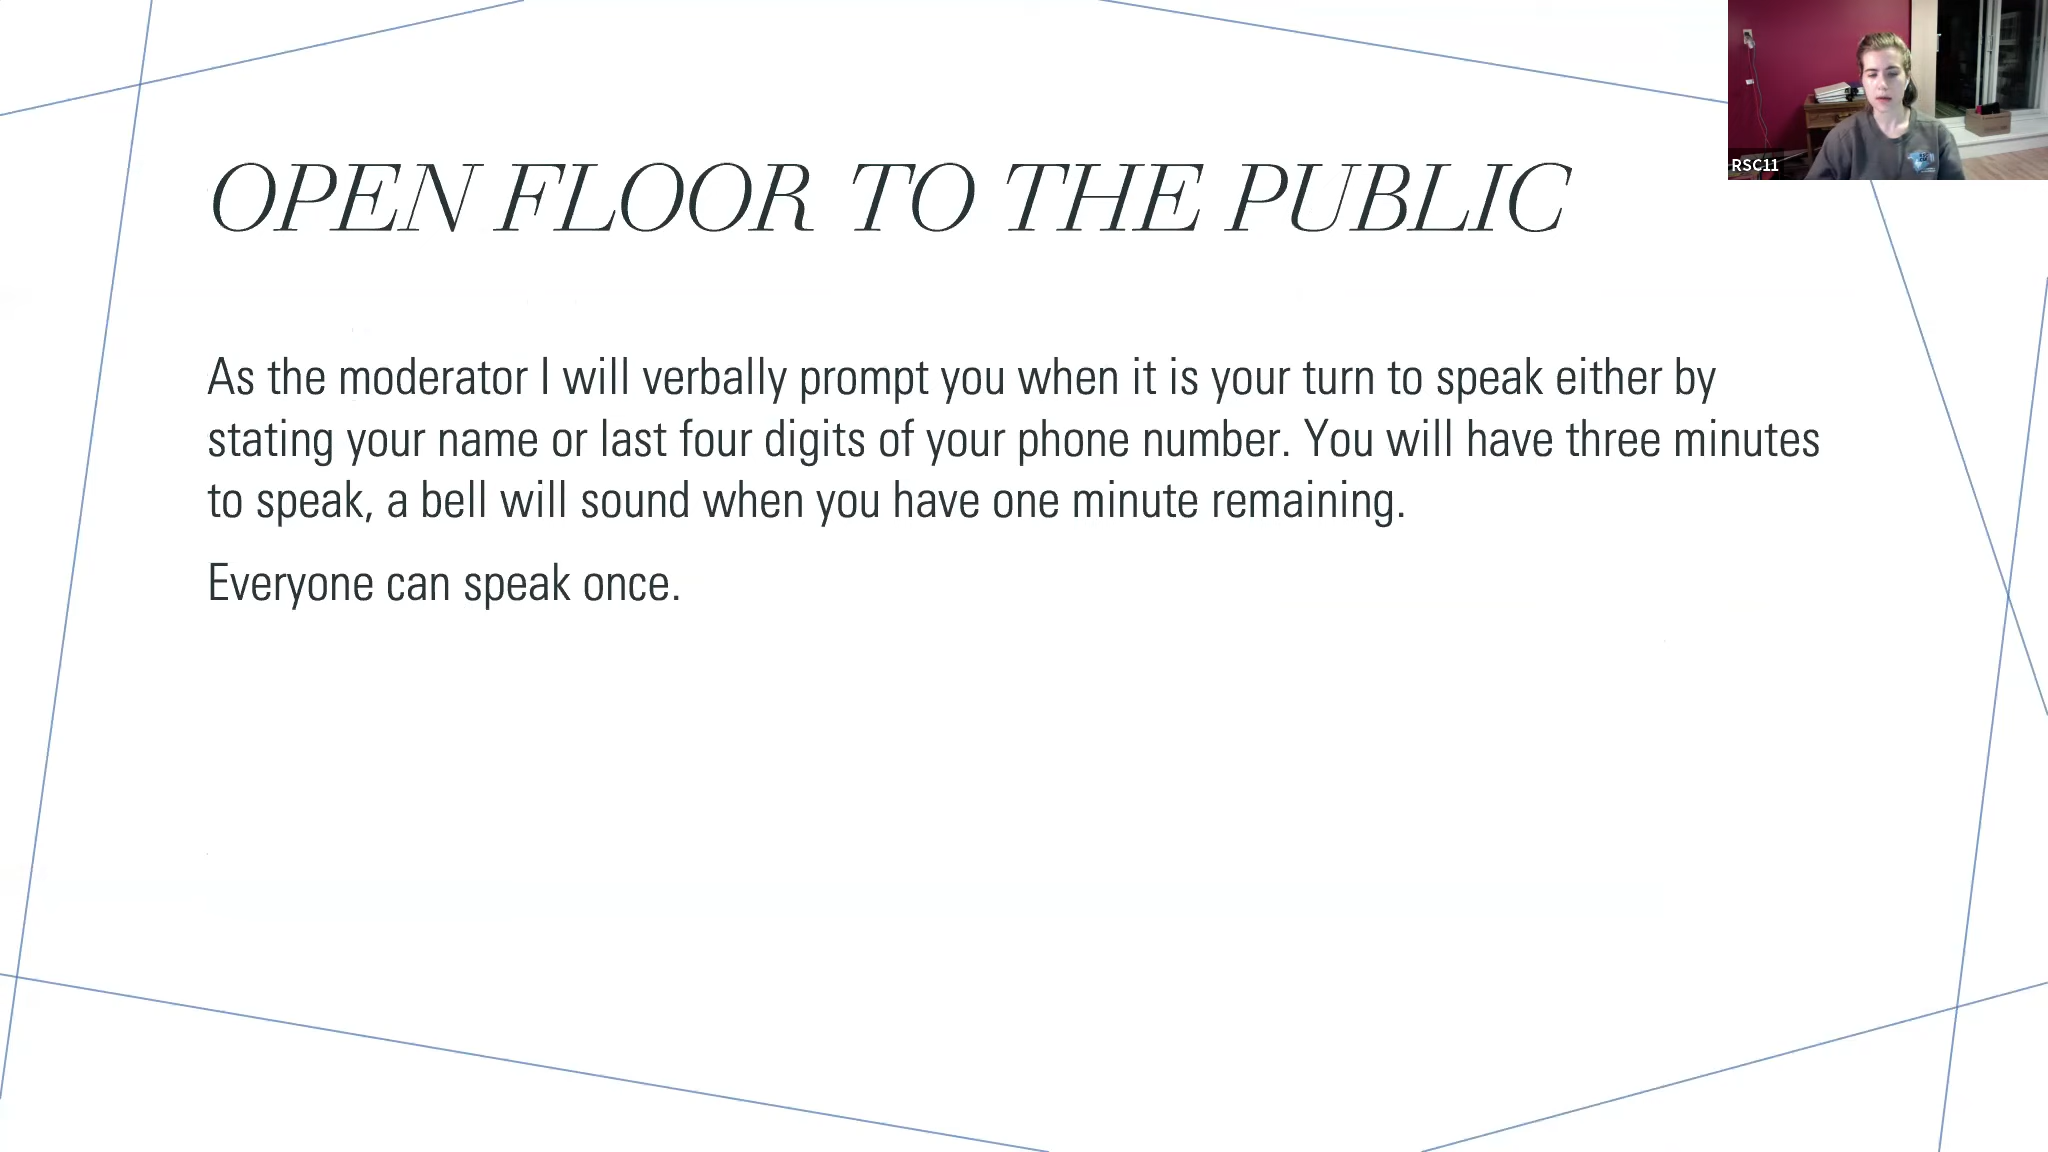 OPEN FLOOR TO THE PUBLIC
As the moderator I will verbally prompt you when it is your turn to speak either by
stating your name or last four digits of your phone number. You will have three minutes
to speak, a bell will sound when you have one minute remaining.
Everyone can speak once.
RSC11